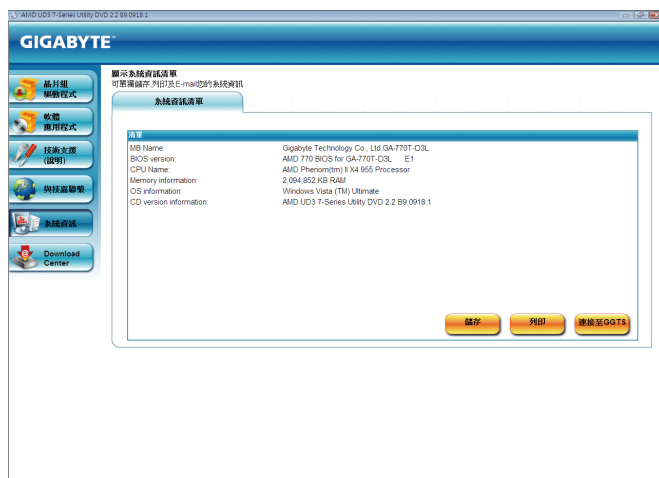 AMD UD3 7-Series Utility DVD 2.2 B9.0918.1
GIGABYTE™
晶片組
驅動程式
軟體
應用程式
技術支援
(說明)
與技嘉聯繫
系統資訊
Download
Center
顯示系統資訊清單
可單獨儲存,列印及E-mail您的系統資訊
系統資訊清單
清單
MB Name: Gigabyte Technology Co., Ltd GA-770T-D3L
BIOS version: AMD 770 BIOS for GA-770T-D3L E1
CPU Name: AMD Phenom(tm) II X4 955 Processor
Memory information: 2,094,852 KB RAM
OS information: Windows Vista (TM) Ultimate
CD version information: AMD UD3 7-Series Utility DVD 2.2 B9.0918.1
儲存
列印
連接至GGTS